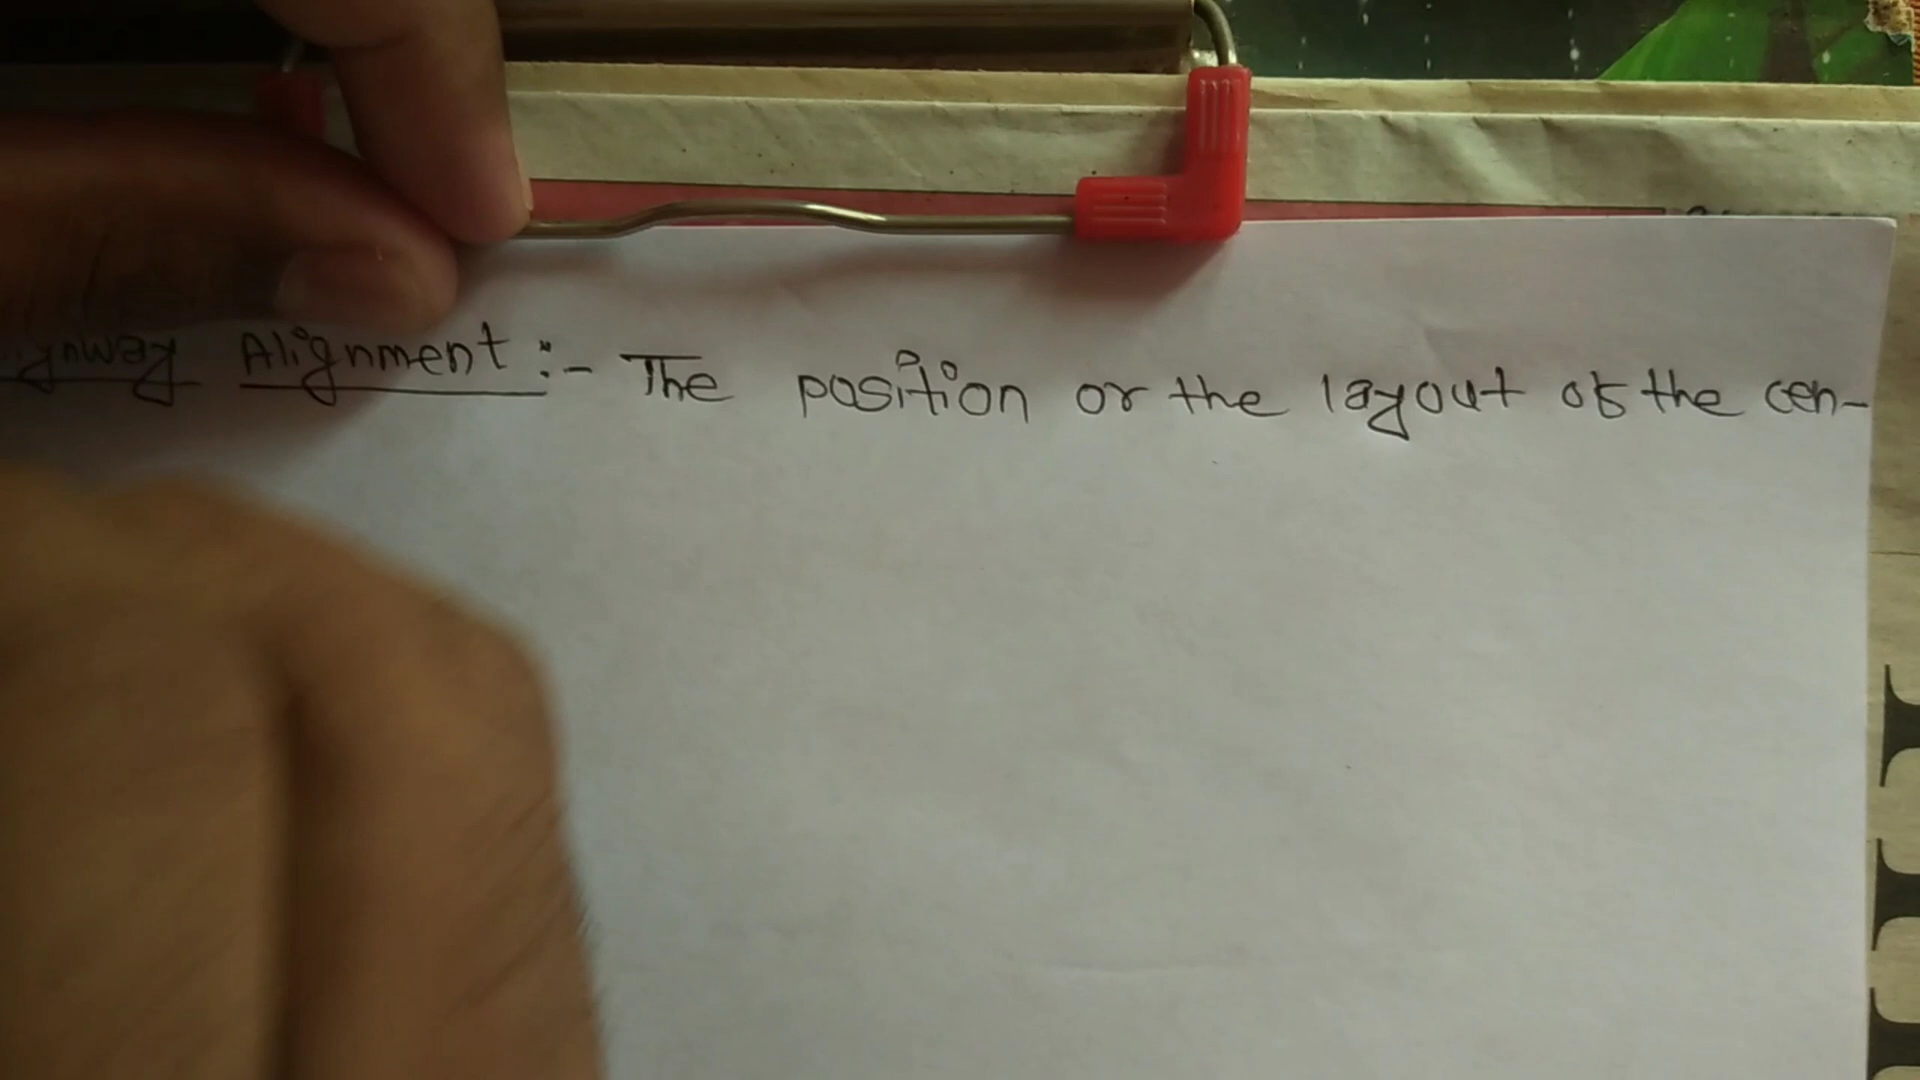 Alignment :- The position or the layout of the cen-